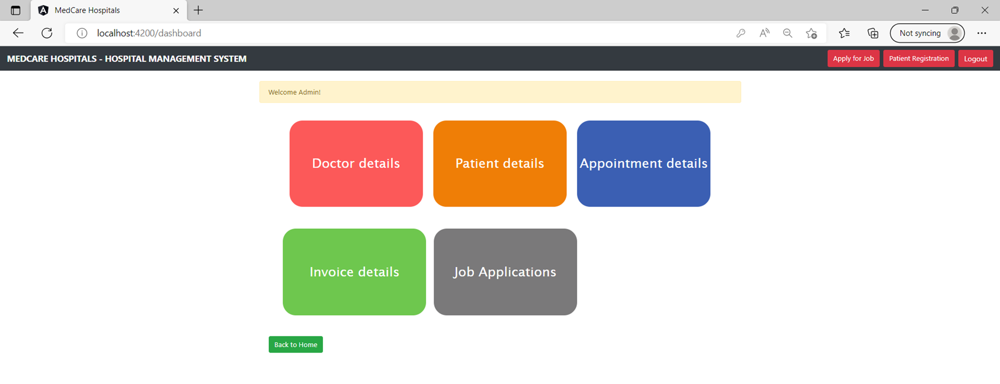 MedCare Hospitals
localhost:4200/dashboard
Not syncing
MEDCARE HOSPITALS - HOSPITAL MANAGEMENT SYSTEM
Apply for Job
Patient Registration
Logout
Welcome Admin!
Doctor details
Patient details
Appointment details
Invoice details
Job Applications
Back to Home